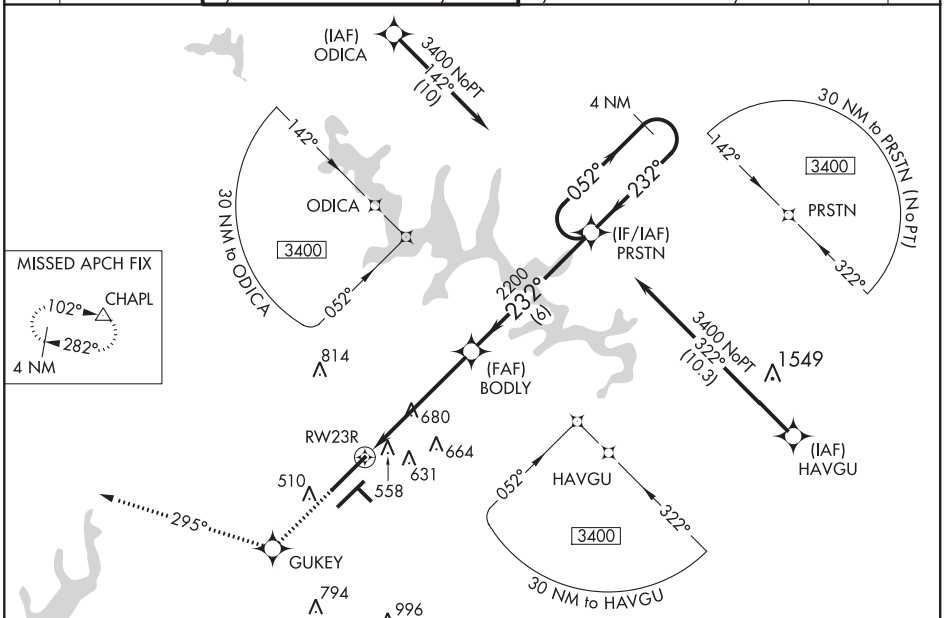 (IAF)
ODICA
3400 NoPT
142°
(10)
4 NM
052°
232°
(IF/IAF)
PRSTN
30 NM to PRSTN (NoPT)
142°
3400
PRSTN
322°
142°
ODICA
3400
052°
30 NM to ODICA
MISSED APCH FIX
CHAPL
102°
282°
4 NM
2200
232°
(6)
(FAF)
BODLY
3400 NoPT
322°
(10.3)
1549
(IAF)
HAVGU
814
680
664
631
558
RW23R
510
295°
GUKEY
052°
HAVGU
322°
3400
30 NM to HAVGU
794
996